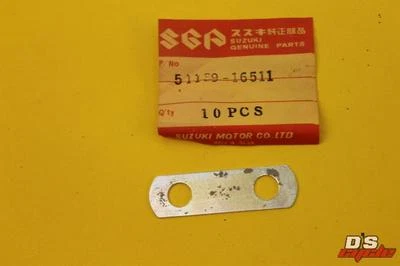 SGP
スズキ純正部品
SUZUKI
GENUINE PARTS
P. No
51159-16511
Q'ty
10 PCS
SUZUKI MOTOR CO.,LTD
D'S
cycle